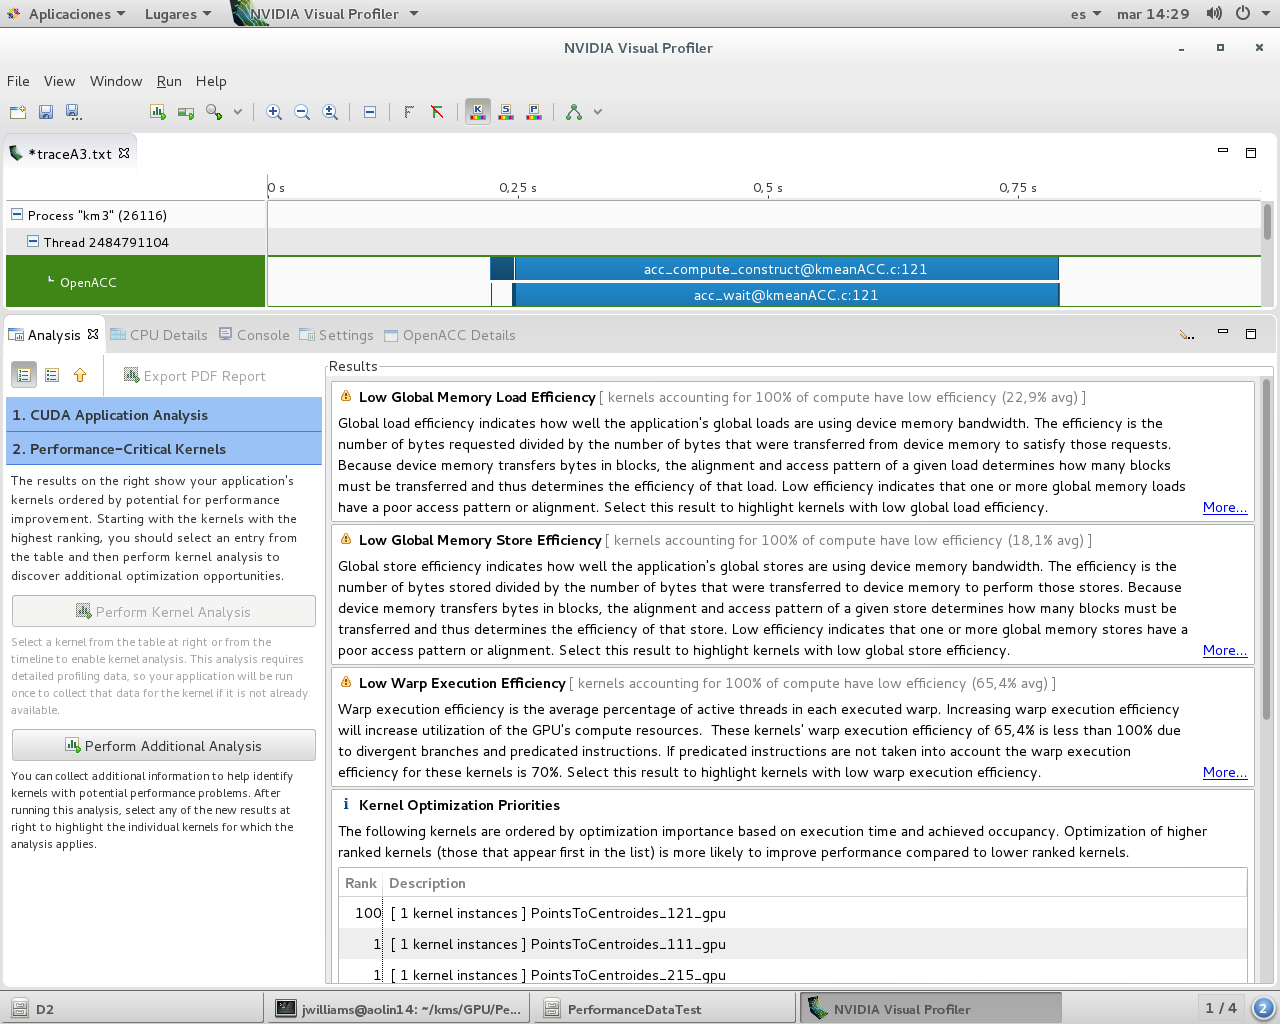 Aplicaciones Lugares NVIDIA Visual Profiler es mar 14:29
NVIDIA Visual Profiler
File View Window Run Help
K S P
*traceA3.txt
0 s 0,25 s 0,5 s 0,75 s
Process "km3" (26116)
Thread 2484791104
OpenACC
acc_compute_construct@kmeanACC.c:121
acc_wait@kmeanACC.c:121
Analysis CPU Details Console Settings OpenACC Details
Export PDF Report
1. CUDA Application Analysis
2. Performance-Critical Kernels
The results on the right show your application's
kernels ordered by potential for performance
improvement. Starting with the kernels with the
highest ranking, you should select an entry from
the table and then perform kernel analysis to
discover additional optimization opportunities.
Perform Kernel Analysis
Select a kernel from the table at right or from the
timeline to enable kernel analysis. This analysis requires
detailed profiling data, so your application will be run
once to collect that data for the kernel if it is not already
available.
Perform Additional Analysis
You can collect additional information to help identify
kernels with potential performance problems. After
running this analysis, select any of the new results at
right to highlight the individual kernels for which the
analysis applies.
Results
Low Global Memory Load Efficiency [ kernels accounting for 100% of compute have low efficiency (22,9% avg) ]
Global load efficiency indicates how well the application's global loads are using device memory bandwidth. The efficiency is the
number of bytes requested divided by the number of bytes that were transferred from device memory to satisfy those requests.
Because device memory transfers bytes in blocks, the alignment and access pattern of a given load determines how many blocks
must be transferred and thus determines the efficiency of that load. Low efficiency indicates that one or more global memory loads
have a poor access pattern or alignment. Select this result to highlight kernels with low global load efficiency. More...
Low Global Memory Store Efficiency [ kernels accounting for 100% of compute have low efficiency (18,1% avg) ]
Global store efficiency indicates how well the application's global stores are using device memory bandwidth. The efficiency is the
number of bytes stored divided by the number of bytes that were transferred to device memory to perform those stores. Because
device memory transfers bytes in blocks, the alignment and access pattern of a given store determines how many blocks must be
transferred and thus determines the efficiency of that store. Low efficiency indicates that one or more global memory stores have a
poor access pattern or alignment. Select this result to highlight kernels with low global store efficiency. More...
Low Warp Execution Efficiency [ kernels accounting for 100% of compute have low efficiency (65,4% avg) ]
Warp execution efficiency is the average percentage of active threads in each executed warp. Increasing warp execution efficiency
will increase utilization of the GPU's compute resources. These kernels' warp execution efficiency of 65,4% is less than 100% due
to divergent branches and predicated instructions. If predicated instructions are not taken into account the warp execution
efficiency for these kernels is 70%. Select this result to highlight kernels with low warp execution efficiency. More...
Kernel Optimization Priorities
The following kernels are ordered by optimization importance based on execution time and achieved occupancy. Optimization of higher
ranked kernels (those that appear first in the list) is more likely to improve performance compared to lower ranked kernels.
Rank Description
100 [ 1 kernel instances ] PointsToCentroides_121_gpu
1 [ 1 kernel instances ] PointsToCentroides_111_gpu
1 [ 1 kernel instances ] PointsToCentroides_215_gpu
D2 jwilliams@aolin14: ~/kms/GPU/Pe... PerformanceDataTest NVIDIA Visual Profiler 1 / 4 2